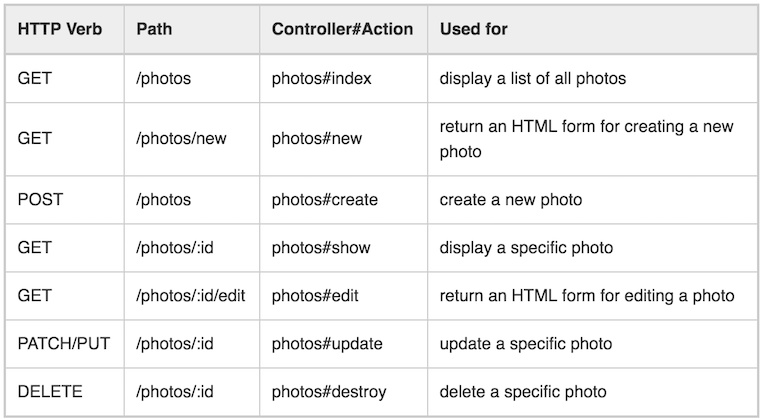 HTTP Verb Path Controller#Action Used for
GET /photos photos#index display a list of all photos
GET /photos/new photos#new return an HTML form for creating a new
photo
POST /photos photos#create create a new photo
GET /photos/:id photos#show display a specific photo
GET /photos/:id/edit photos#edit return an HTML form for editing a photo
PATCH/PUT /photos/:id photos#update update a specific photo
DELETE /photos/:id photos#destroy delete a specific photo